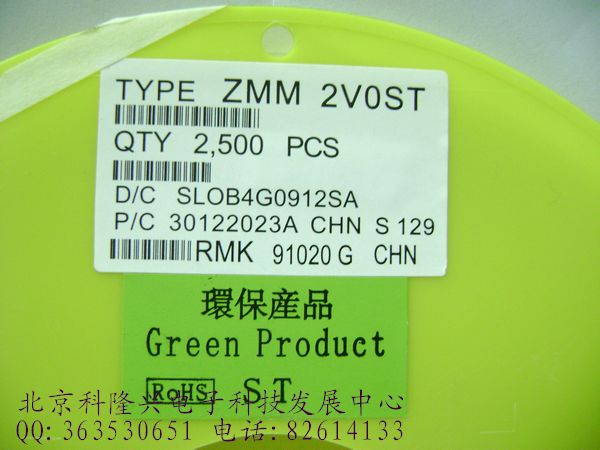 TYPE ZMM 2V0ST
QTY 2,500 PCS
D/C SLOB4G0912SA
P/C 30122023A CHN S 129
RMK 91020 G CHN
環保産品
Green Product
RoHS ST
北京科隆兴电子科技发展中心
QQ:363530651 电话:82614133